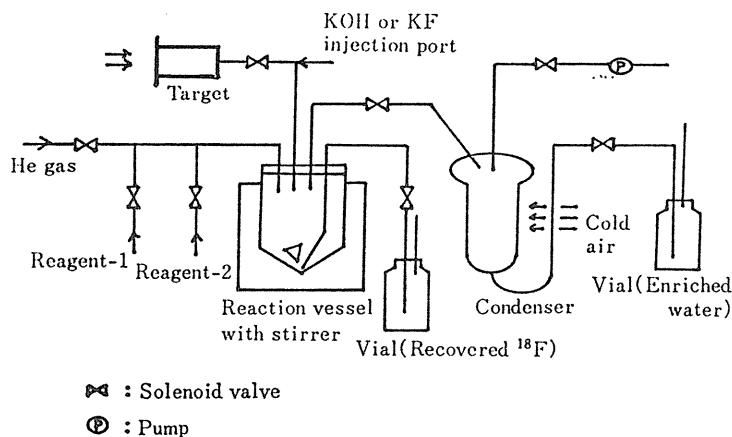 KOH or KF
injection port
Target
He gas
Reagent-1
Reagent-2
Reaction vessel
with stirrer
Vial(Recovered ¹⁸F)
Cold
air
Condenser
Vial(Enriched
water)
P
: Solenoid valve
P : Pump